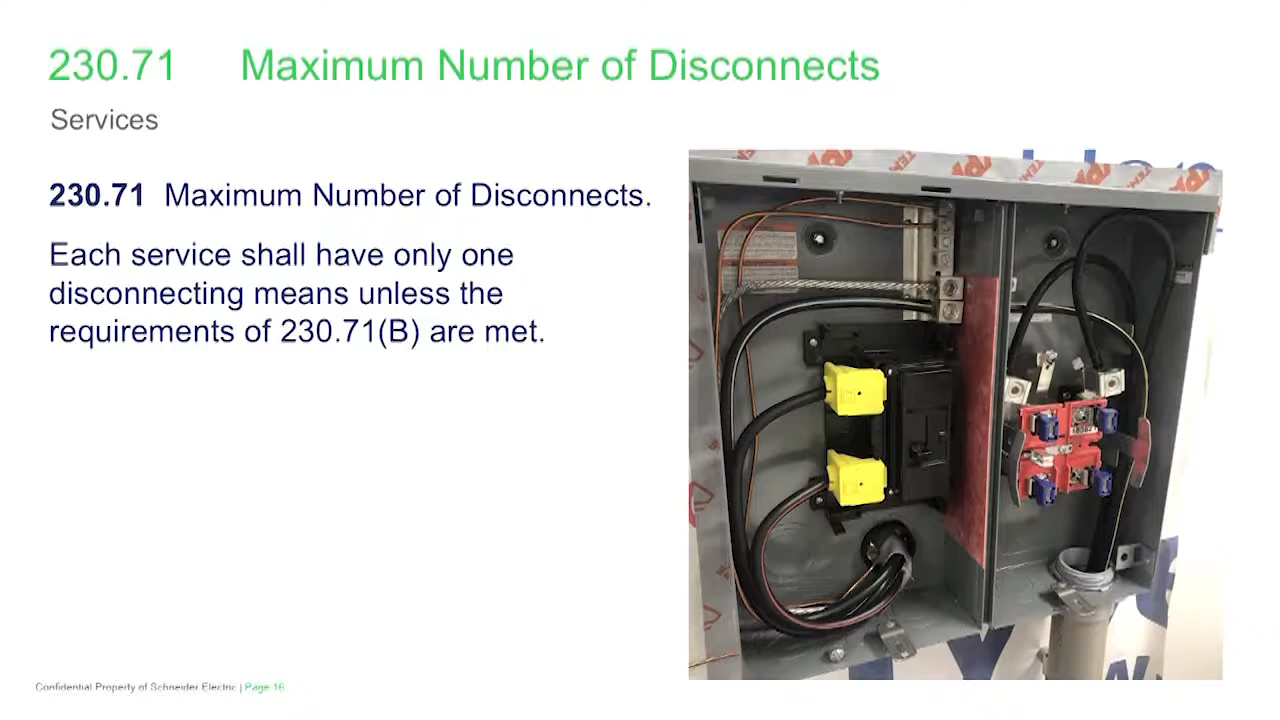 230.71 Maximum Number of Disconnects
Services
230.71 Maximum Number of Disconnects.
Each service shall have only one
disconnecting means unless the
requirements of 230.71(B) are met.
Confidential Property of Schneider Electric | Page 16